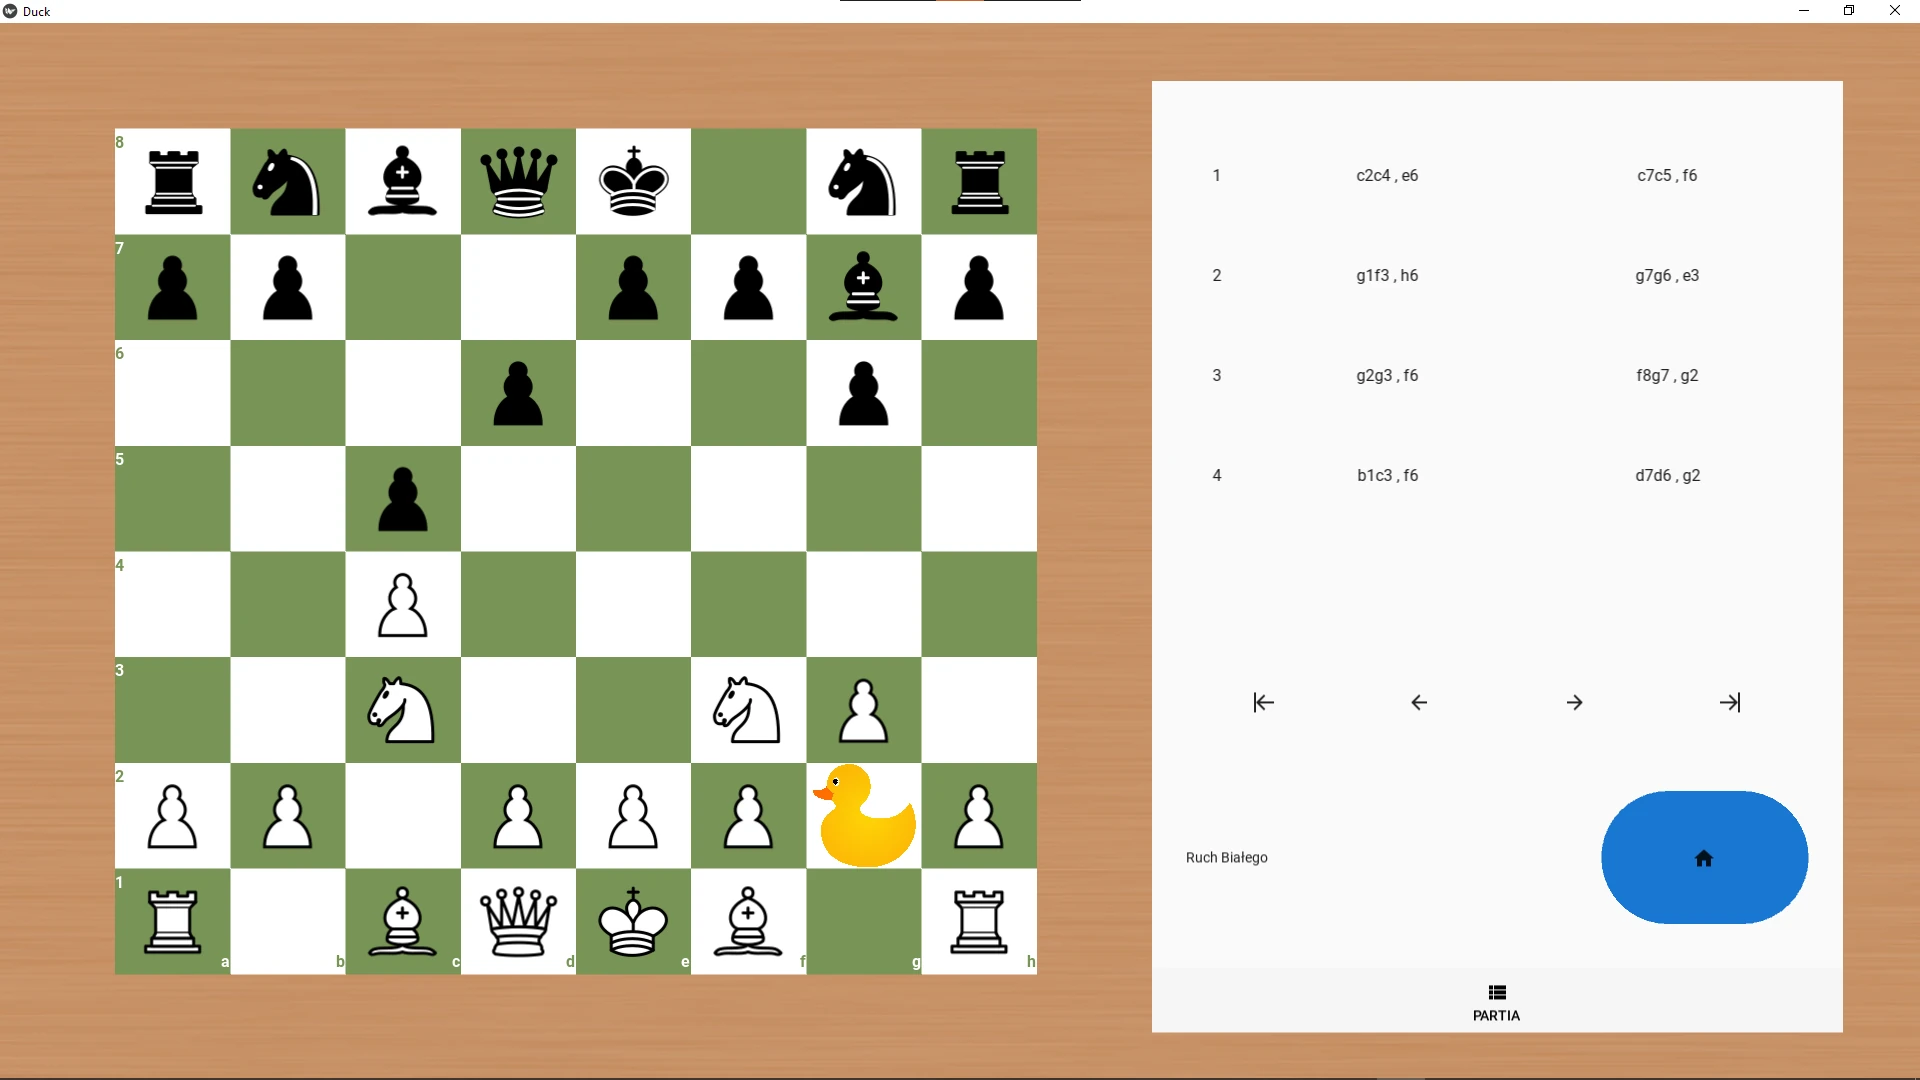 Duck
8
7
6
5
4
3
2
1
a b c d e f g h
1 c2c4 , e6 c7c5 , f6
2 g1f3 , h6 g7g6 , e3
3 g2g3 , f6 f8g7 , g2
4 b1c3 , f6 d7d6 , g2
Ruch Białego
PARTIA